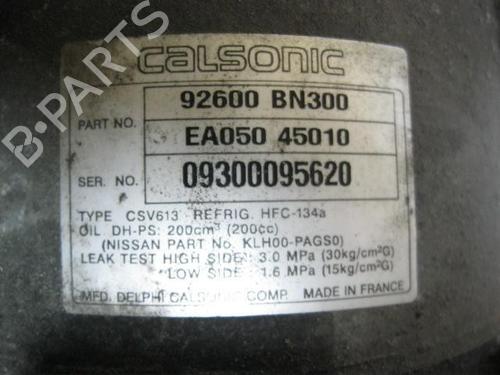 CALSONIC
92600 BN300
PART NO.
EA050 45010
SER. NO. 09300095620
TYPE CSV613 REFRIG. HFC-134a
OIL DH-PS: 200cm³ (200cc)
(NISSAN PART No. KLH00-PAGS0)
LEAK TEST HIGH SIDE: 3.0 MPa (30kg/cm²G)
LOW SIDE: 1.6 MPa (15kg/cm²G)
MFD. DELPHI CALSONIC COMP. MADE IN FRANCE
B-PARTS
B-PARTS